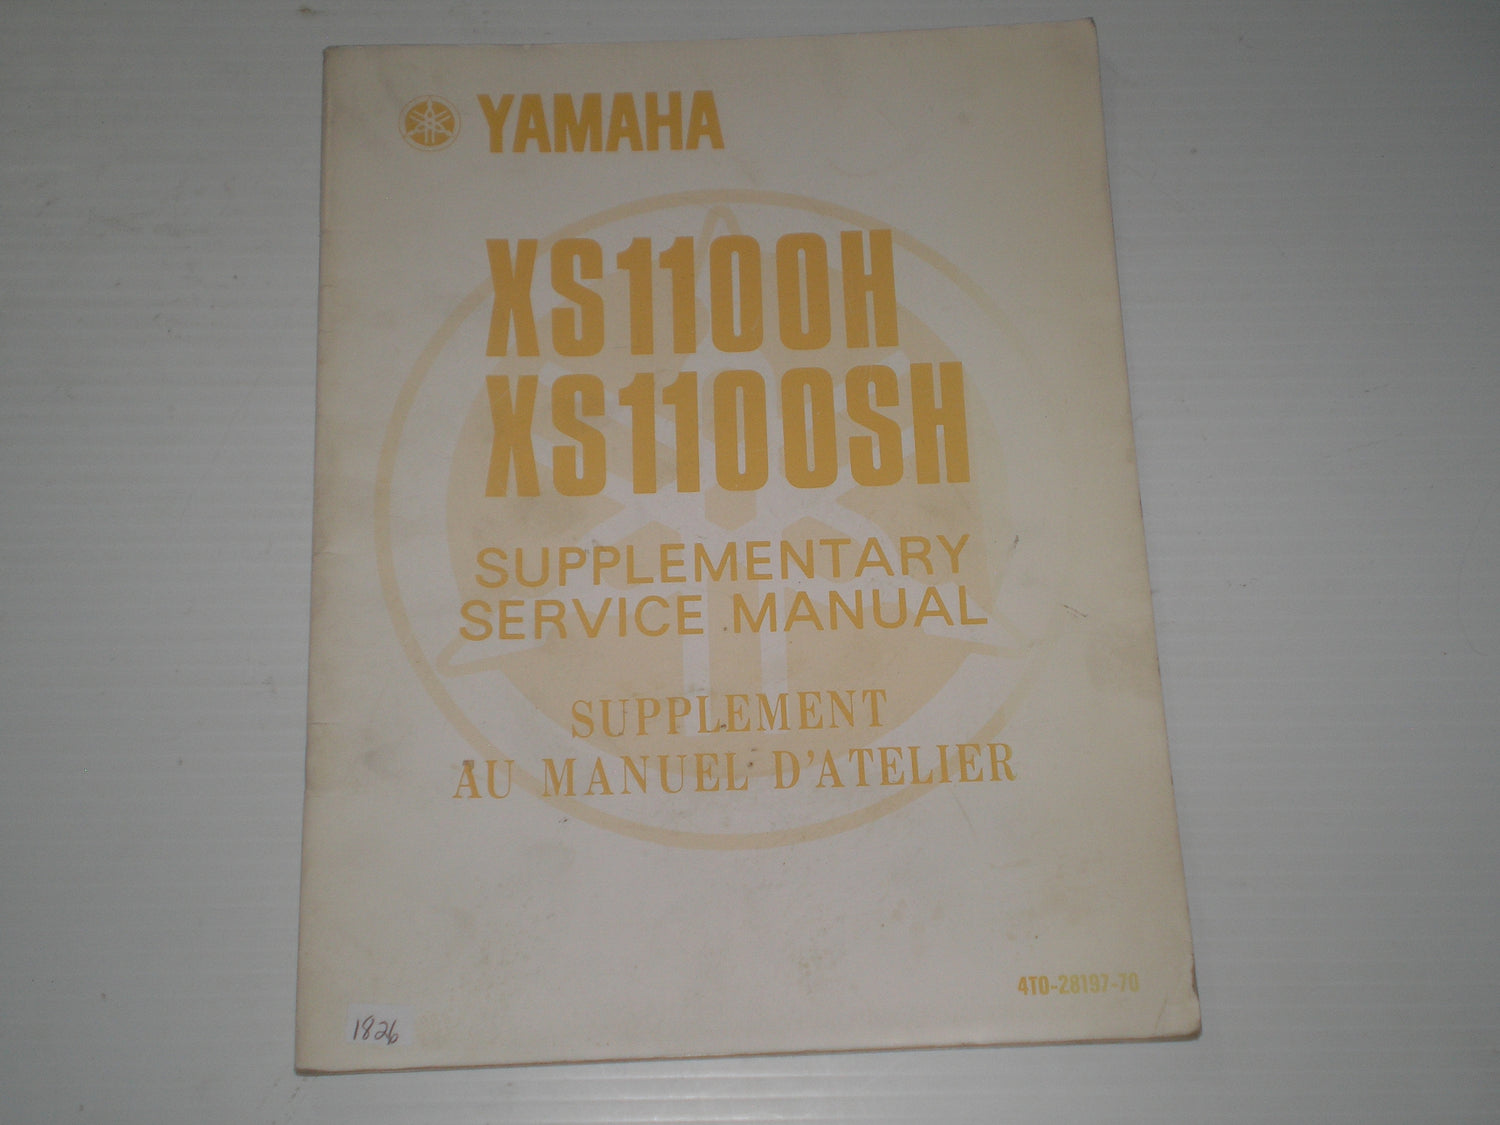 YAMAHA
XS1100H
XS1100SH
SUPPLEMENTARY
SERVICE MANUAL
SUPPLEMENT
AU MANUEL D'ATELIER
4T0-28197-70
1826